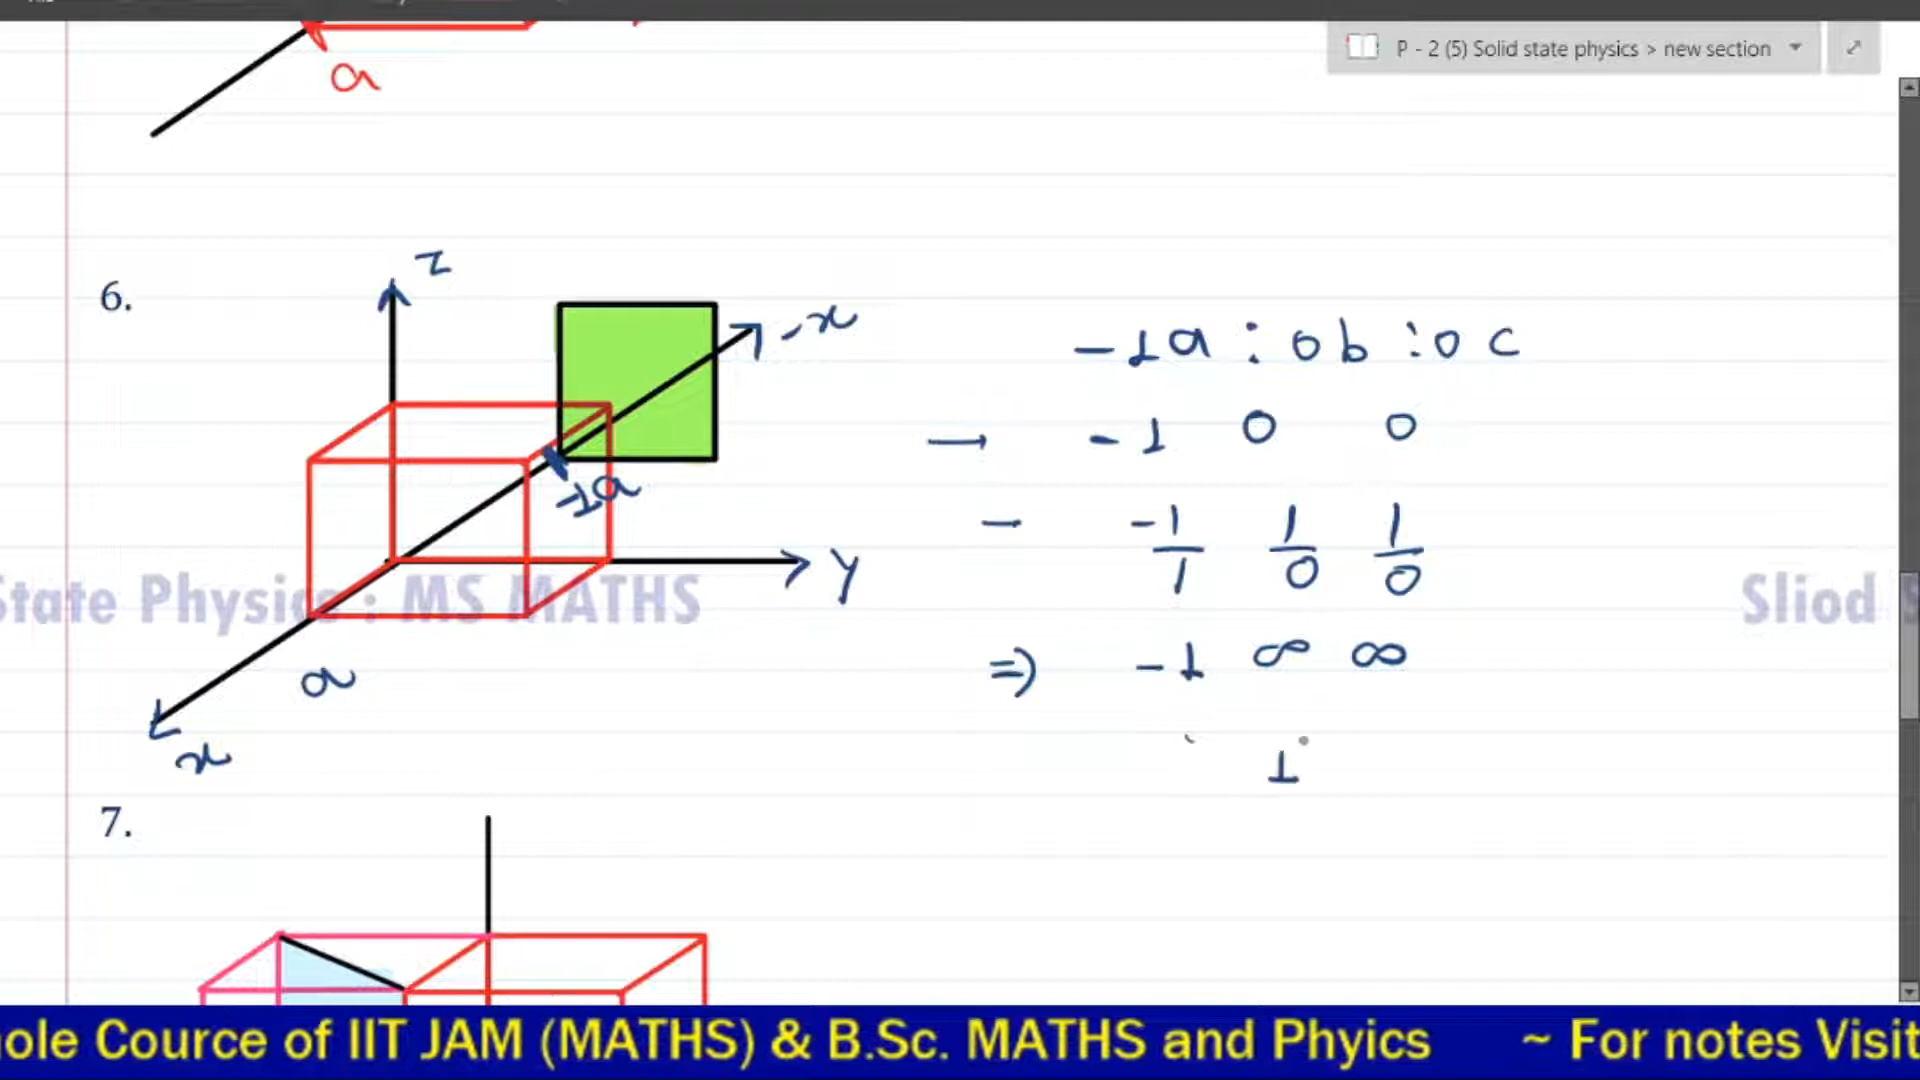 P - 2 (5) Solid state physics > new section
a
6.
z
-x
-1a
y
a
x
-1a : 0b : 0c
→ -1 0 0
- -1/1 1/0 1/0
⇒ -1 ∞ ∞
1
State Physics : MS MATHS
Sliod S
7.
ole Cource of IIT JAM (MATHS) & B.Sc. MATHS and Phyics ~ For notes Visit